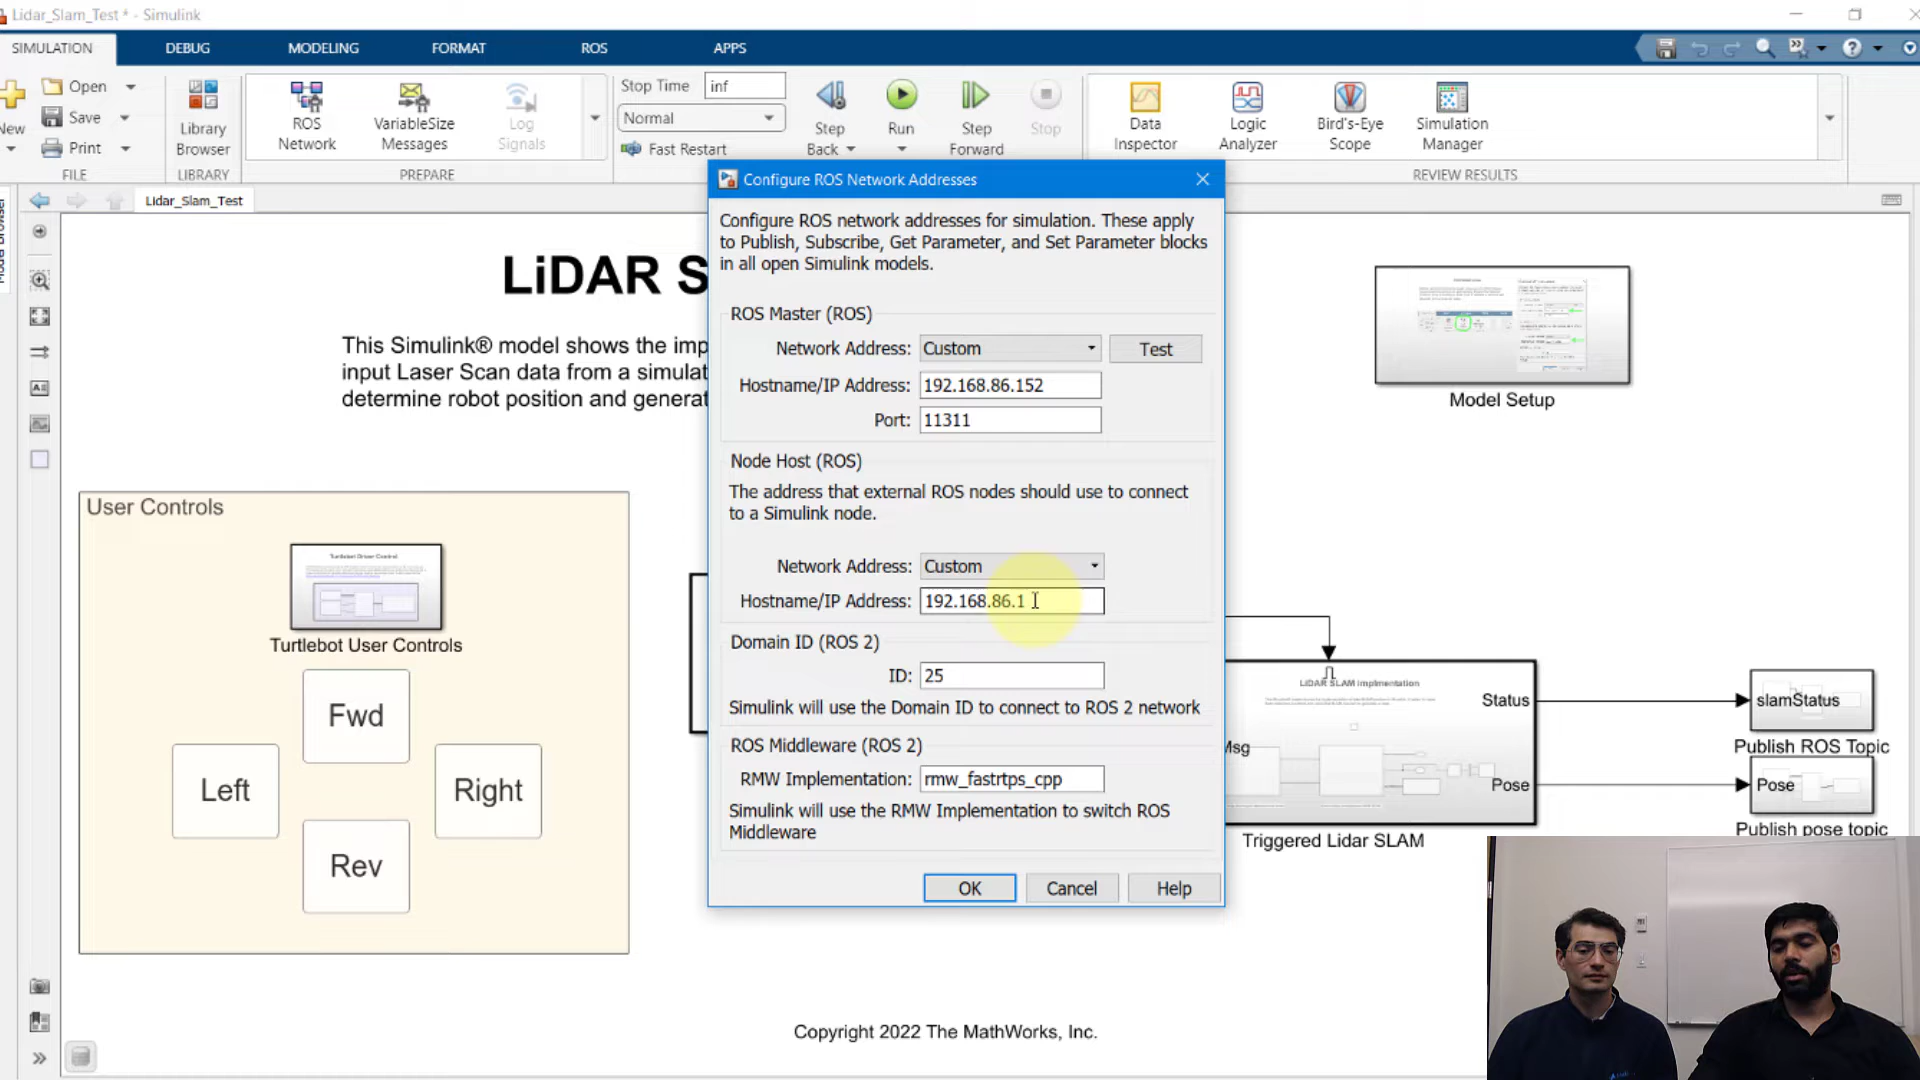 Lidar_Slam_Test * - Simulink
SIMULATION
DEBUG
MODELING
FORMAT
ROS
APPS
New
Open
Save
Print
FILE
Library
Browser
LIBRARY
ROS
Network
VariableSize
Messages
Log
Signals
PREPARE
Stop Time
inf
Normal
Fast Restart
Step
Back
Run
Step
Forward
Stop
Data
Inspector
Logic
Analyzer
Bird's-Eye
Scope
Simulation
Manager
REVIEW RESULTS
Lidar_Slam_Test
LiDAR S
This Simulink® model shows the imp
input Laser Scan data from a simulat
determine robot position and generat
Model Setup
User Controls
Turtlebot User Controls
Fwd
Left
Right
Rev
Configure ROS Network Addresses
Configure ROS network addresses for simulation. These apply
to Publish, Subscribe, Get Parameter, and Set Parameter blocks
in all open Simulink models.
ROS Master (ROS)
Network Address: Custom
Test
Hostname/IP Address: 192.168.86.152
Port: 11311
Node Host (ROS)
The address that external ROS nodes should use to connect
to a Simulink node.
Network Address: Custom
Hostname/IP Address: 192.168.86.1
Domain ID (ROS 2)
ID: 25
Simulink will use the Domain ID to connect to ROS 2 network
ROS Middleware (ROS 2)
RMW Implementation: rmw_fastrtps_cpp
Simulink will use the RMW Implementation to switch ROS
Middleware
OK
Cancel
Help
LiDAR SLAM Implmentation
Msg
Status
Pose
Triggered Lidar SLAM
slamStatus
Publish ROS Topic
Pose
Publish pose topic
Copyright 2022 The MathWorks, Inc.